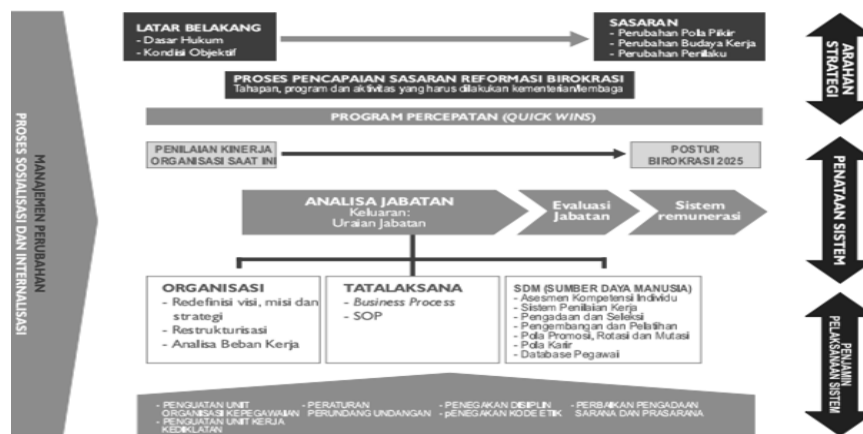 LATAR BELAKANG
- Dasar Hukum
- Kondisi Objektif
SASARAN
- Perubahan Pola Pikir
- Perubahan Budaya Kerja
- Perubahan Perilaku
ARAHAN
STRATEGI
PROSES PENCAPAIAN SASARAN REFORMASI BIROKRASI
Tahapan, program dan aktivitas yang harus dilakukan kementerian/lembaga
PROGRAM PERCEPATAN (QUICK WINS)
PENILAIAN KINERJA
ORGANISASI SAAT INI
POSTUR
BIROKRASI 2025
MANAJEMEN PERUBAHAN
PROSES SOSIALISASI DAN INTERNALISASI
ANALISA JABATAN
Keluaran:
Uraian Jabatan
Evaluasi
Jabatan
Sistem
remunerasi
PENATAAN SISTEM
ORGANISASI
- Redefinisi visi, misi dan
strategi
- Restrukturisasi
- Analisa Beban Kerja
TATALAKSANA
- Business Process
- SOP
SDM (SUMBER DAYA MANUSIA)
- Asesmen Kompetensi Individu
- Sistem Penilaian Kerja
- Pengadaan dan Seleksi
- Pengembangan dan Pelatihan
- Pola Promosi, Rotasi dan Mutasi
- Pola Karir
- Database Pegawai
PENJAMIN
PELAKSANAAN SISTEM
- PENGUATAN UNIT
ORGANISASI KEPEGAWAIAN
- PENGUATAN UNIT KERJA
KEDIKLATAN
- PERATURAN
PERUNDANG UNDANGAN
- PENEGAKAN DISIPLIN
- pENEGAKAN KODE ETIK
- PERBAIKAN PENGADAAN
SARANA DAN PRASARANA